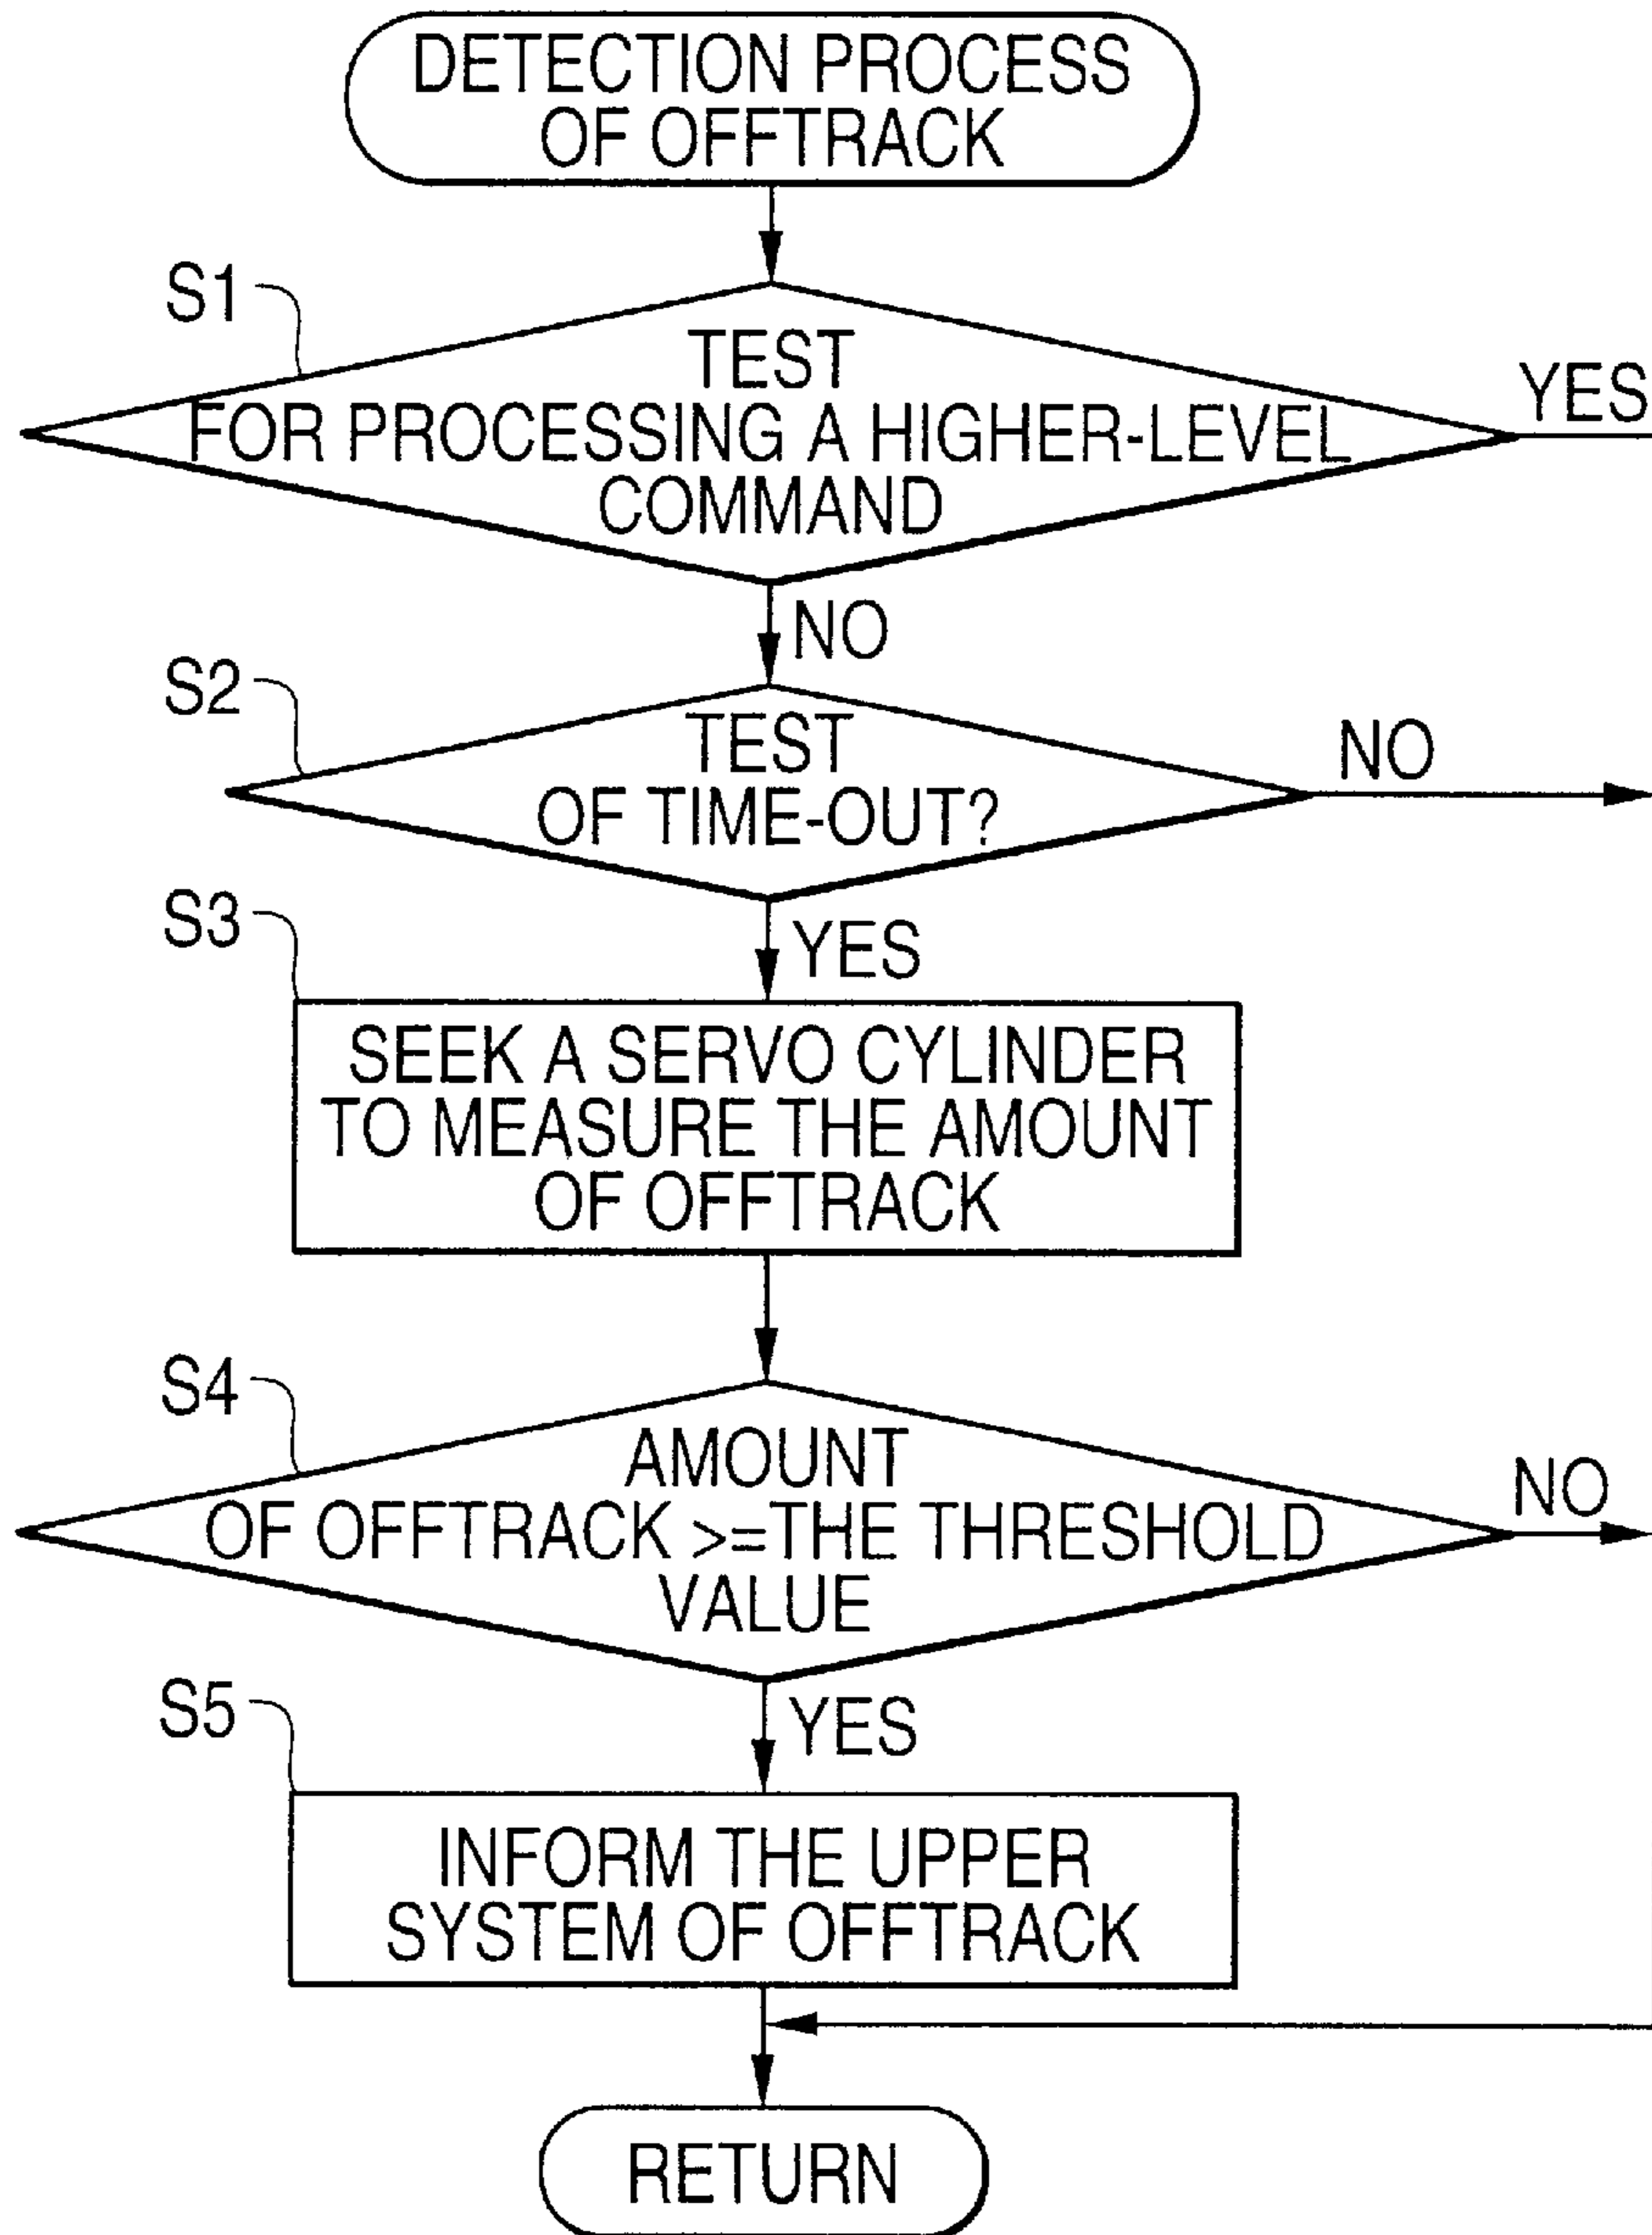 DETECTION PROCESS
OF OFFTRACK
S1
TEST
FOR PROCESSING A HIGHER-LEVEL
COMMAND
YES
NO
S2
TEST
OF TIME-OUT?
NO
YES
S3
SEEK A SERVO CYLINDER
TO MEASURE THE AMOUNT
OF OFFTRACK
S4
AMOUNT
OF OFFTRACK >=THE THRESHOLD
VALUE
NO
YES
S5
INFORM THE UPPER
SYSTEM OF OFFTRACK
RETURN